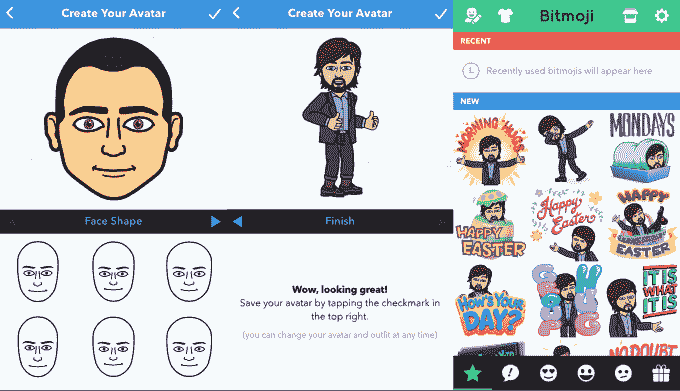 Create Your Avatar
Face Shape
Create Your Avatar
Finish
Wow, looking great!
Save your avatar by tapping the checkmark in
the top right.
(you can change your avatar and outfit at any time)
Bitmoji
RECENT
Recently used bitmojis will appear here
NEW
MORNING HUGS
MONDAYS
HAPPY
EASTER
Happy
Easter
HAPPY
EASTER
HOW'S YOUR
DAY?
GROUP
HUG
IT IS
WHAT
IT IS
NO DOUBT